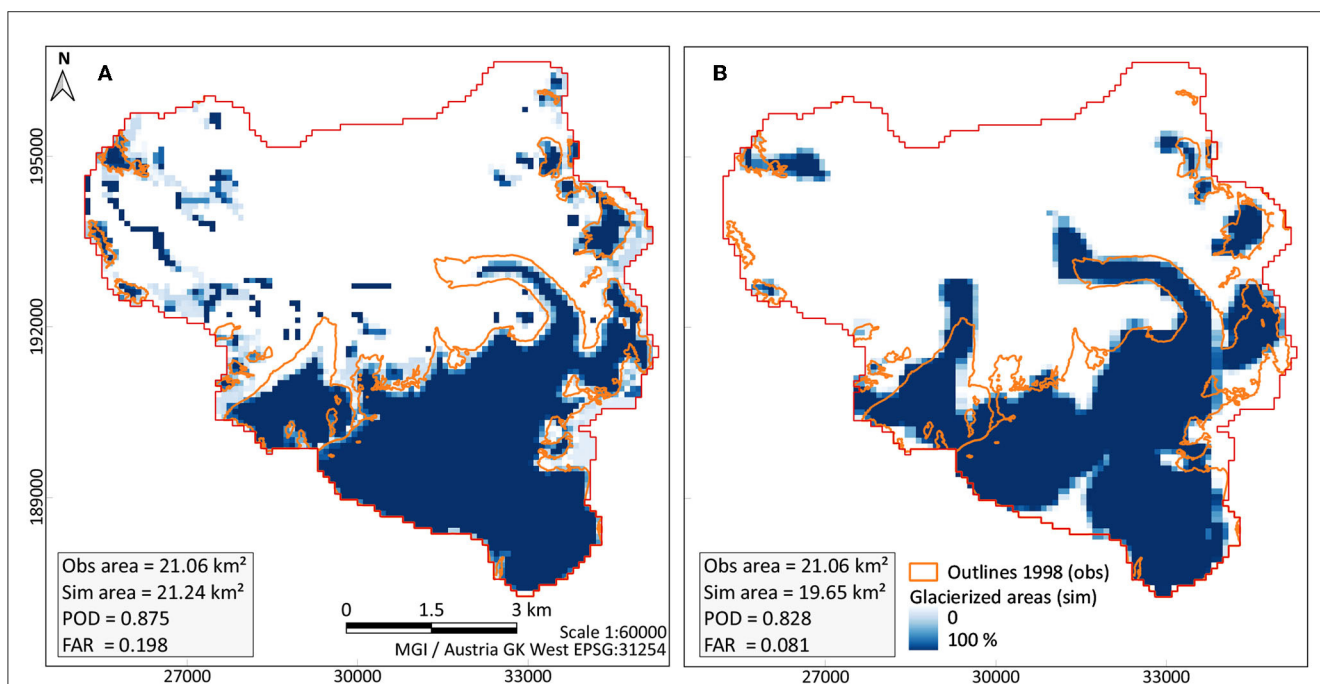 N
A
B
195000
192000
189000
Obs area = 21.06 km²
Sim area = 21.24 km²
POD = 0.875
FAR = 0.198
0 1.5 3 km
Scale 1:60000
MGI / Austria GK West EPSG:31254
27000 30000 33000
Obs area = 21.06 km²
Sim area = 19.65 km²
POD = 0.828
FAR = 0.081
Outlines 1998 (obs)
Glacierized areas (sim)
0
100 %
27000 30000 33000